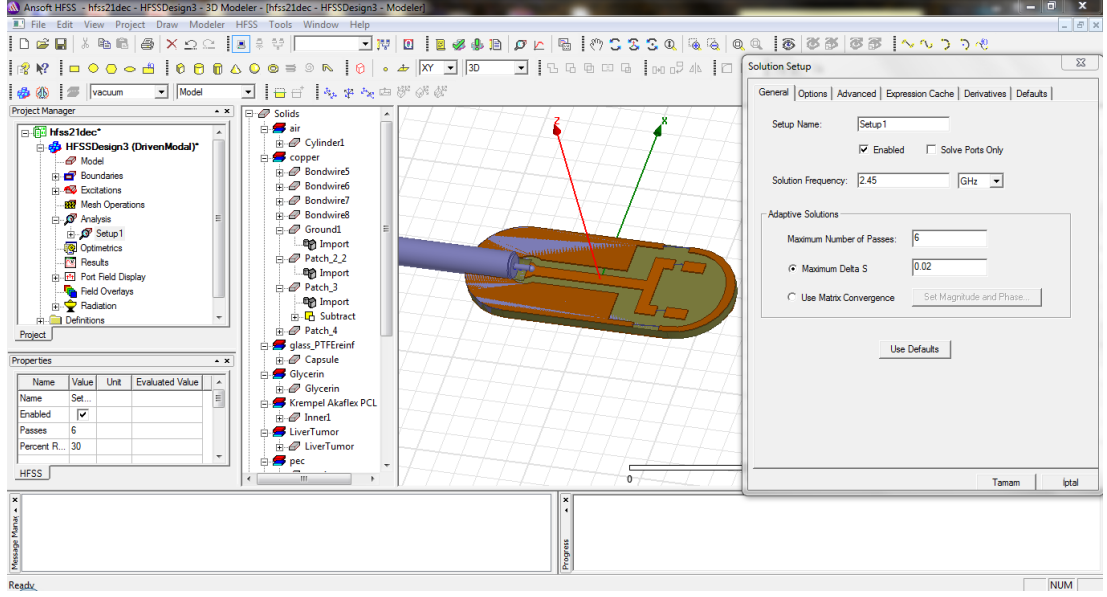 Ansoft HFSS - hfss21dec - HFSSDesign3 - 3D Modeler - [hfss21dec - HFSSDesign3 - Modeler]
File Edit View Project Draw Modeler HFSS Tools Window Help
XY 3D
vacuum Model
Project Manager
hfss21dec*
HFSSDesign3 (DrivenModal)*
Model
Boundaries
Excitations
Mesh Operations
Analysis
Setup1
Optimetrics
Results
Port Field Display
Field Overlays
Radiation
Definitions
Project
Properties
Name Value Unit Evaluated Value
Name Set...
Enabled
Passes 6
Percent R... 30
HFSS
Solids
air
Cylinder1
copper
Bondwire5
Bondwire6
Bondwire7
Bondwire8
Ground1
Import
Patch_2_2
Import
Patch_3
Import
Subtract
Patch_4
glass_PTFEreinf
Capsule
Glycerin
Glycerin
Krempel Akaflex PCL
Inner1
LiverTumor
LiverTumor
pec
Z X
0
Solution Setup
General Options Advanced Expression Cache Derivatives Defaults
Setup Name: Setup1
Enabled Solve Ports Only
Solution Frequency: 2.45 GHz
Adaptive Solutions
Maximum Number of Passes: 6
Maximum Delta S 0.02
Use Matrix Convergence Set Magnitude and Phase...
Use Defaults
Tamam İptal
Message Manag
Progress
Ready NUM